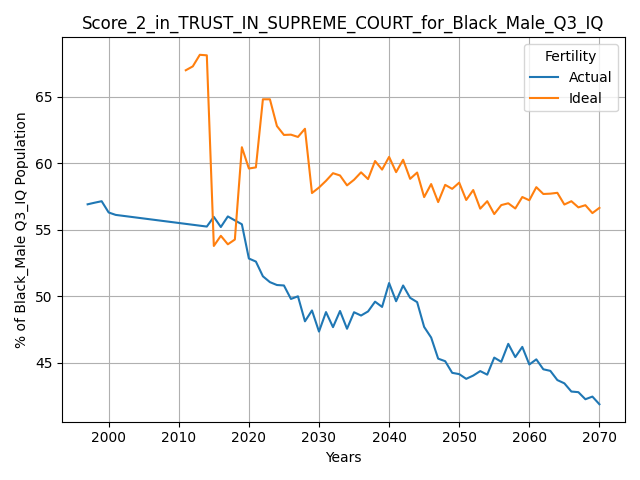 Score_2_in_TRUST_IN_SUPREME_COURT_for_Black_Male_Q3_IQ
Fertility
Actual
Ideal
% of Black_Male Q3_IQ Population
65
60
55
50
45
2000 2010 2020 2030 2040 2050 2060 2070
Years